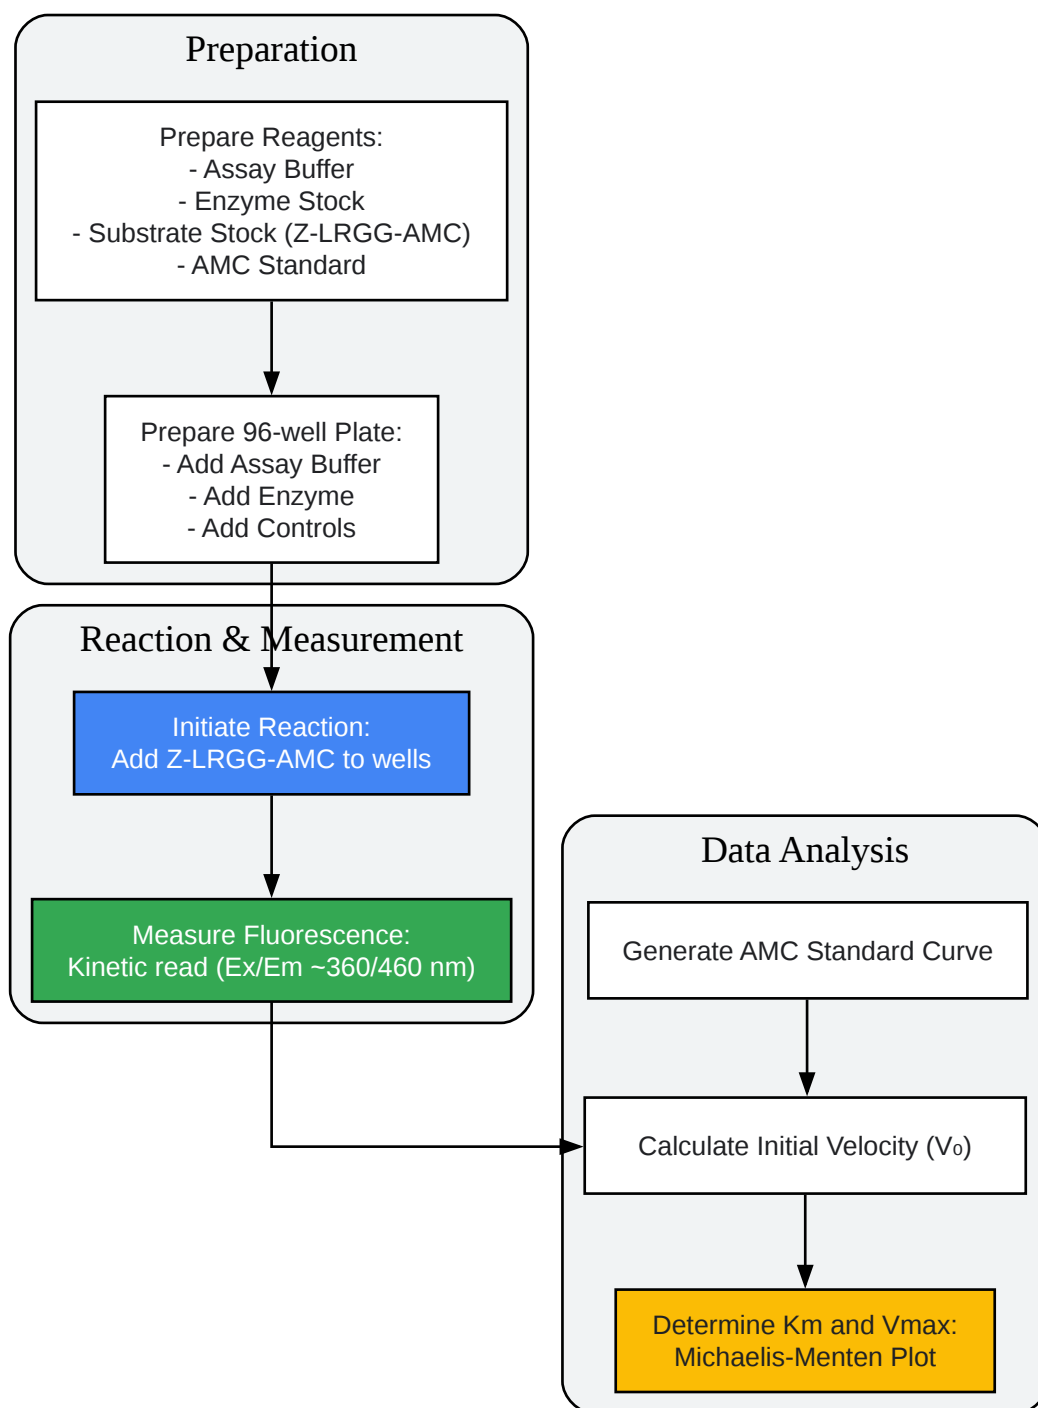 Preparation
Prepare Reagents:
- Assay Buffer
- Enzyme Stock
- Substrate Stock (Z-LRGG-AMC)
- AMC Standard
Prepare 96-well Plate:
- Add Assay Buffer
- Add Enzyme
- Add Controls
Reaction & Measurement
Initiate Reaction:
Add Z-LRGG-AMC to wells
Measure Fluorescence:
Kinetic read (Ex/Em ~360/460 nm)
Data Analysis
Generate AMC Standard Curve
Calculate Initial Velocity (V₀)
Determine Km and Vmax:
Michaelis-Menten Plot